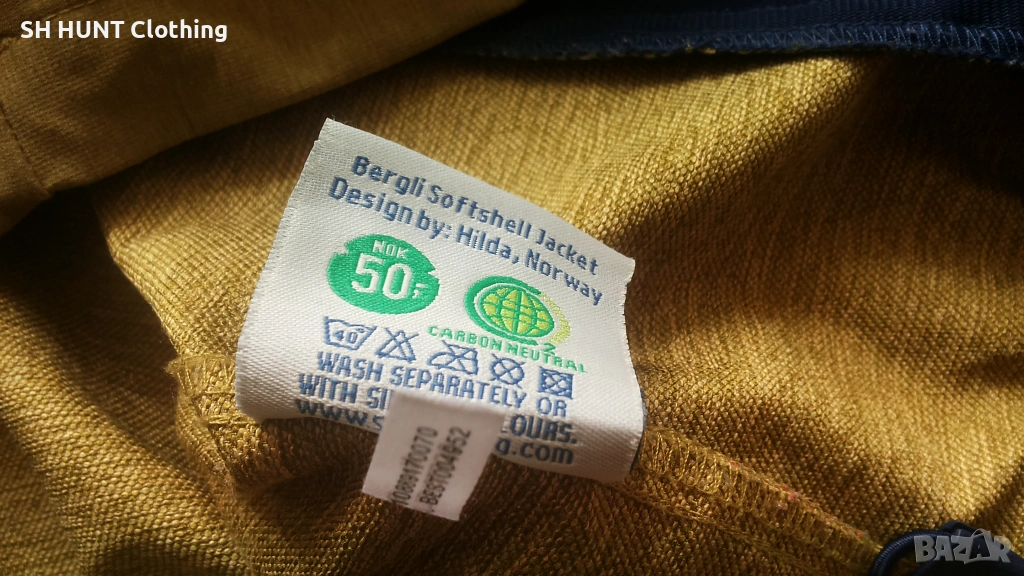 SH HUNT Clothing
Bergli Softshell Jacket
Design by: Hilda, Norway
NOK
50,-
CARBON NEUTRAL
40
WASH SEPARATELY OR
WITH SI OURS.
www.s g.com
BAZAR